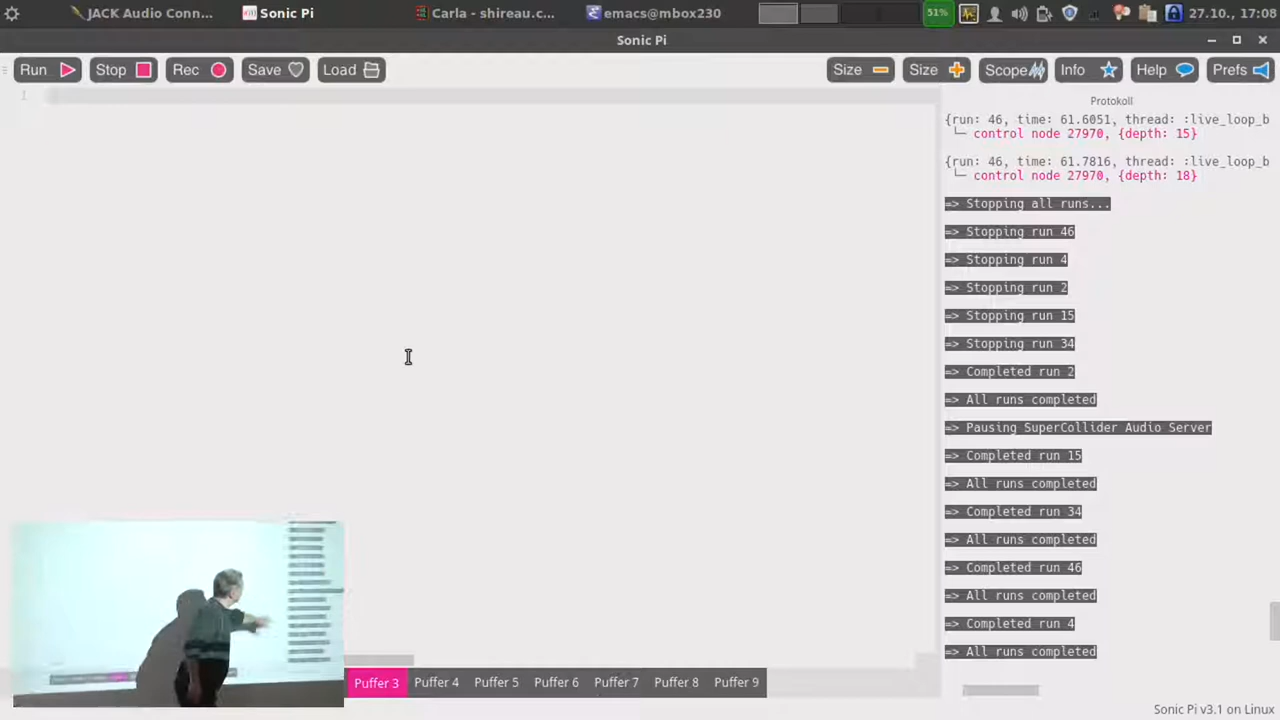 JACK Audio Conn... Sonic Pi Carla - shireau.c... emacs@mbox230 51% 27.10., 17:08
Sonic Pi
Run Stop Rec Save Load Size Size Scope Info Help Prefs
1
Protokoll
{run: 46, time: 61.6051, thread: :live_loop_b
└─ control node 27970, {depth: 15}
{run: 46, time: 61.7816, thread: :live_loop_b
└─ control node 27970, {depth: 18}
=> Stopping all runs...
=> Stopping run 46
=> Stopping run 4
=> Stopping run 2
=> Stopping run 15
=> Stopping run 34
=> Completed run 2
=> All runs completed
=> Pausing SuperCollider Audio Server
=> Completed run 15
=> All runs completed
=> Completed run 34
=> All runs completed
=> Completed run 46
=> All runs completed
=> Completed run 4
=> All runs completed
Puffer 3 Puffer 4 Puffer 5 Puffer 6 Puffer 7 Puffer 8 Puffer 9
Sonic Pi v3.1 on Linux